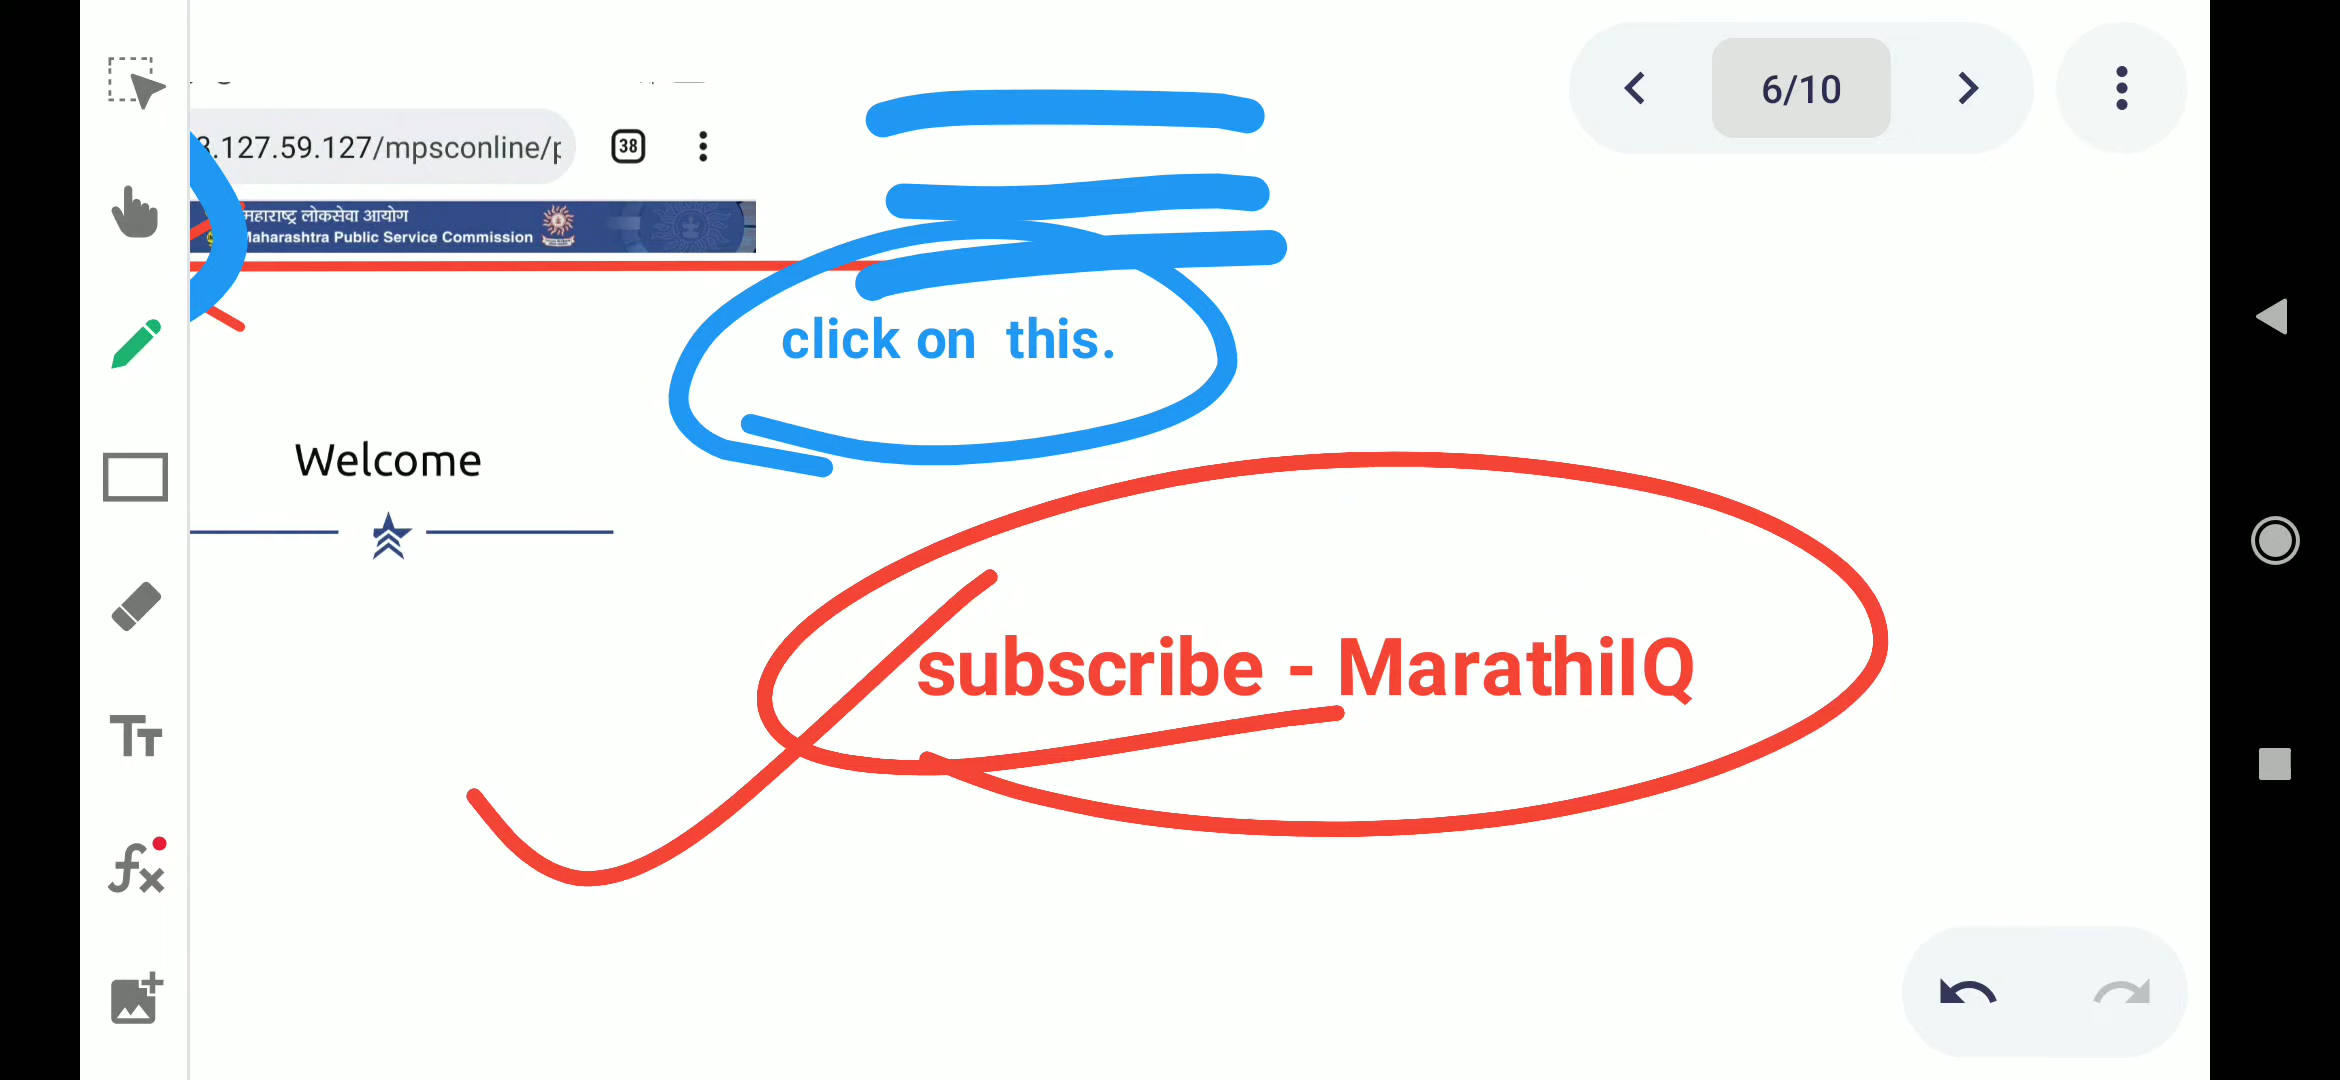 6/10
.127.59.127/mpsconline/p
38
महाराष्ट्र लोकसेवा आयोग
Maharashtra Public Service Commission
click on this.
Welcome
subscribe - MarathiIQ